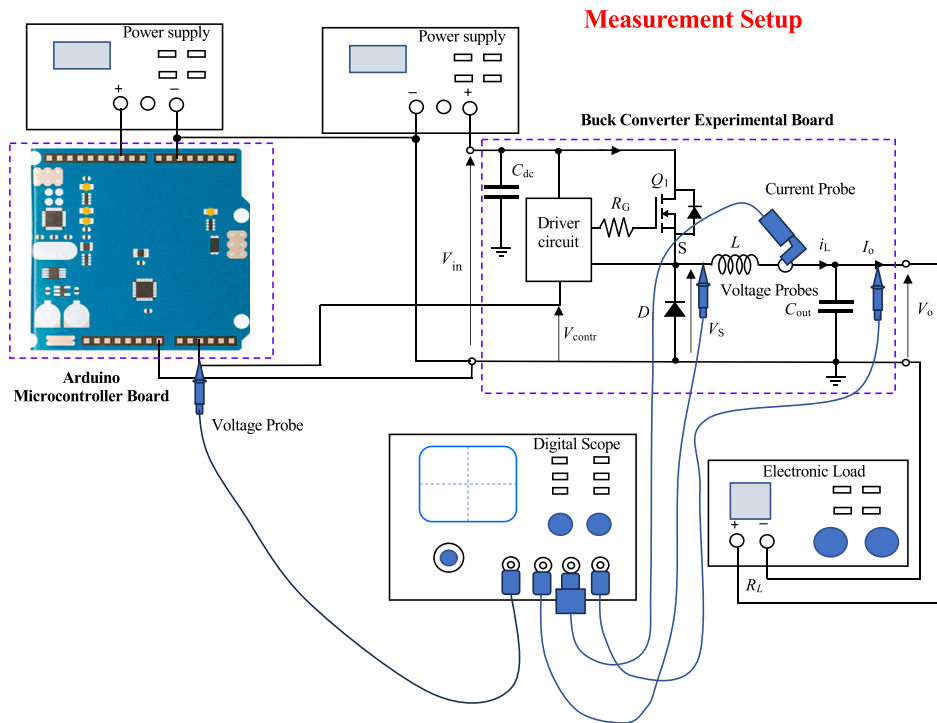 Measurement Setup
Power supply
+ −
Power supply
− +
Buck Converter Experimental Board
Cdc
Q1
Current Probe
RG
Driver
circuit
S
L
iL
Io
Vin
Voltage Probes
D
VS
Cout
Vo
Vcontr
Arduino
Microcontroller Board
Voltage Probe
Digital Scope
Electronic Load
+ −
RL